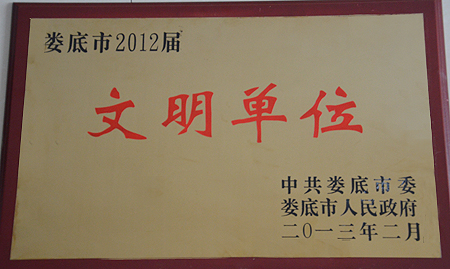 娄底市2012届
文明单位
中共娄底市委
娄底市人民政府
二〇一三年二月